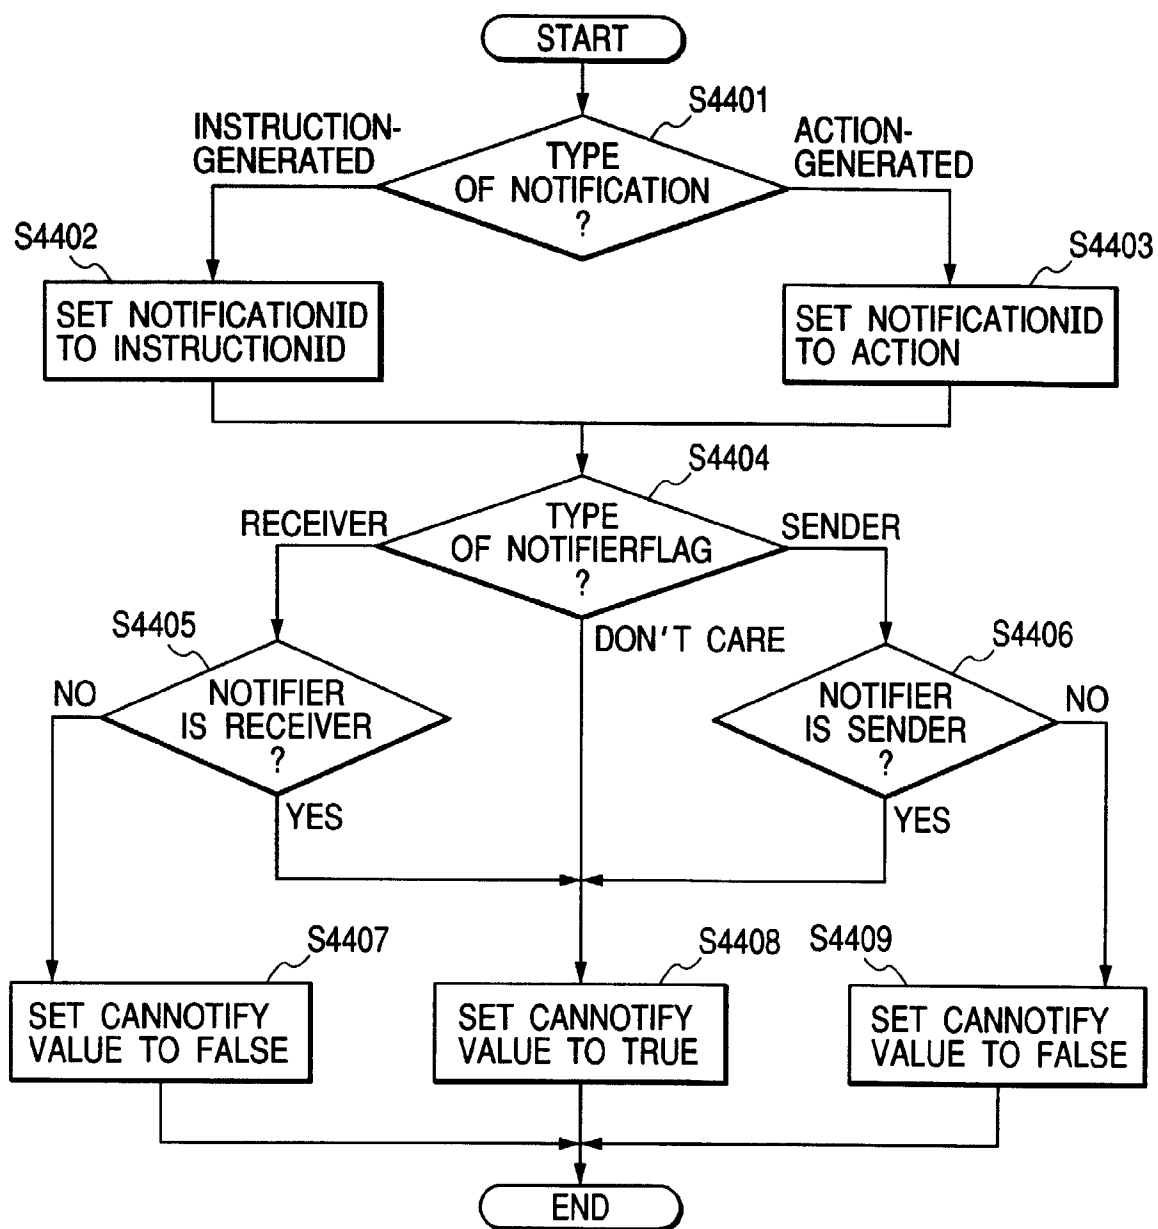 START
S4401
INSTRUCTION-
GENERATED
TYPE
OF NOTIFICATION
?
ACTION-
GENERATED
S4402
SET NOTIFICATIONID
TO INSTRUCTIONID
S4403
SET NOTIFICATIONID
TO ACTION
S4404
RECEIVER
TYPE
OF NOTIFIERFLAG
?
SENDER
DON'T CARE
S4405
NO
NOTIFIER
IS RECEIVER
?
YES
S4406
NOTIFIER
IS SENDER
?
NO
YES
S4407
SET CANNOTIFY
VALUE TO FALSE
S4408
SET CANNOTIFY
VALUE TO TRUE
S4409
SET CANNOTIFY
VALUE TO FALSE
END